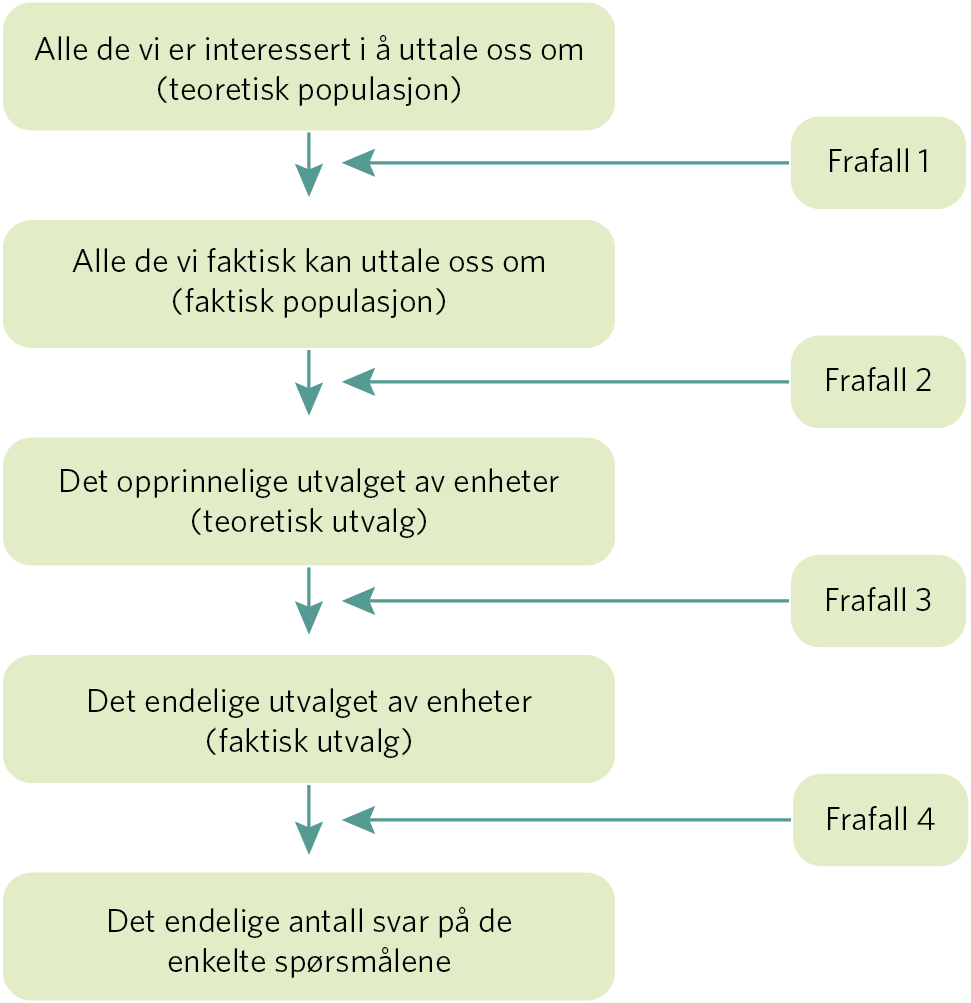 Alle de vi er interessert i å uttale oss om
(teoretisk populasjon)
Frafall 1
Alle de vi faktisk kan uttale oss om
(faktisk populasjon)
Frafall 2
Det opprinnelige utvalget av enheter
(teoretisk utvalg)
Frafall 3
Det endelige utvalget av enheter
(faktisk utvalg)
Frafall 4
Det endelige antall svar på de
enkelte spørsmålene